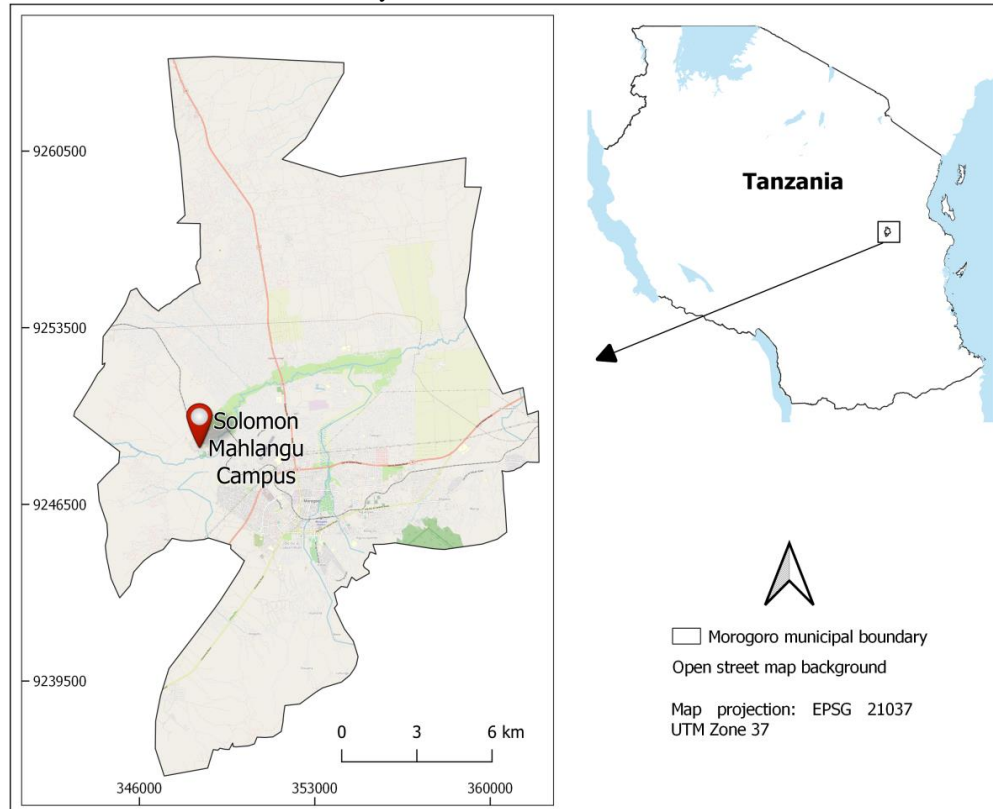 9260500
9253500
9246500
9239500
346000
353000
360000
Solomon
Mahlangu
Campus
Morogoro
0
3
6 km
Tanzania
Morogoro municipal boundary
Open street map background
Map projection: EPSG 21037
UTM Zone 37